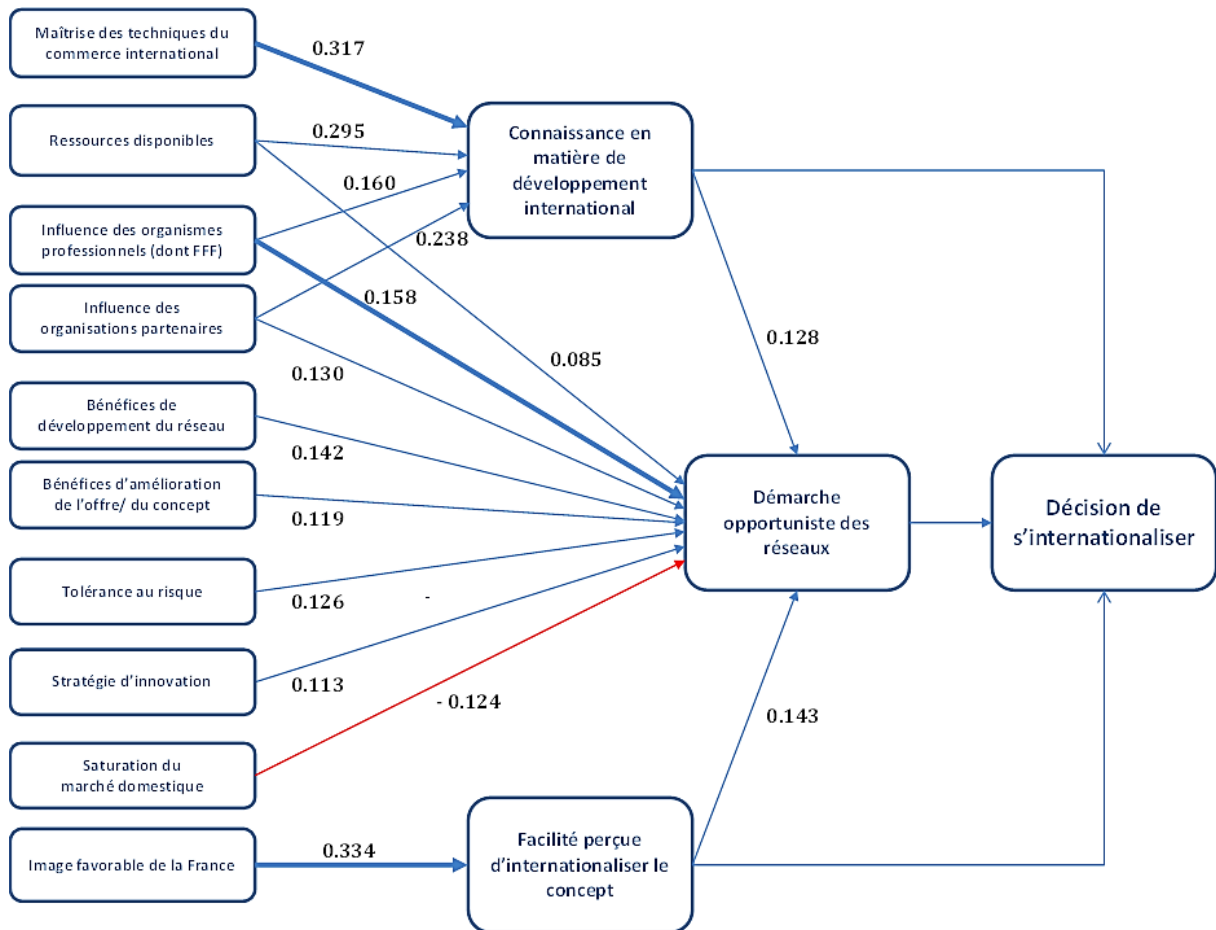 Maîtrise des techniques du
commerce international
0.317
Ressources disponibles
0.295
Connaissance en
matière de
développement
international
0.160
Influence des organismes
professionnels (dont FFF)
0.238
0.158
Influence des
organisations partenaires
0.128
0.085
0.130
Bénéfices de
développement du réseau
0.142
Bénéfices d'amélioration
de l'offre/ du concept
0.119
Démarche
opportuniste des
réseaux
Décision de
s'internationaliser
Tolérance au risque
0.126
-
Stratégie d'innovation
0.113
- 0.124
0.143
Saturation du
marché domestique
Image favorable de la France
0.334
Facilité perçue
d'internationaliser le
concept